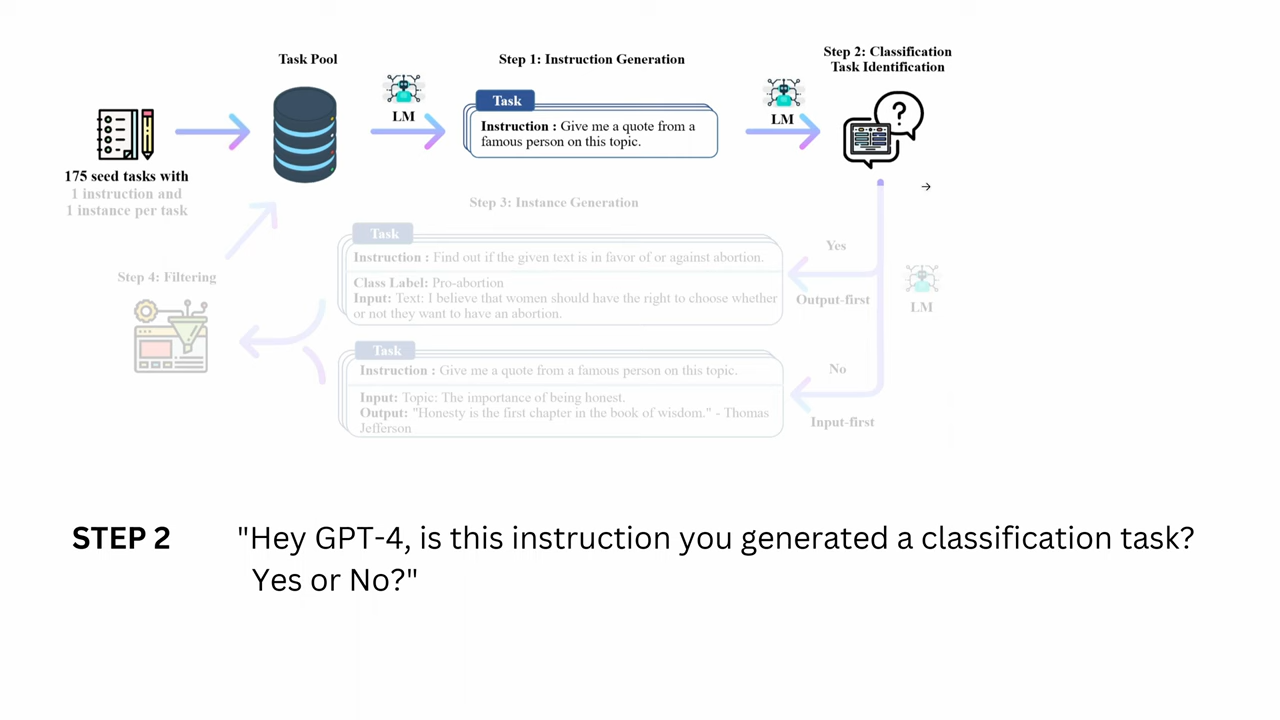 Task Pool
Step 1: Instruction Generation
Step 2: Classification
Task Identification
LM
Task
Instruction : Give me a quote from a
famous person on this topic.
LM
?
175 seed tasks with
1 instruction and
1 instance per task
Step 3: Instance Generation
Task
Instruction : Find out if the given text is in favor of or against abortion.
Class Label: Pro-abortion
Input: Text: I believe that women should have the right to choose whether
or not they want to have an abortion.
Yes
Output-first
LM
Step 4: Filtering
Task
Instruction : Give me a quote from a famous person on this topic.
Input: Topic: The importance of being honest.
Output: "Honesty is the first chapter in the book of wisdom." - Thomas
Jefferson
No
Input-first
STEP 2
"Hey GPT-4, is this instruction you generated a classification task?
Yes or No?"